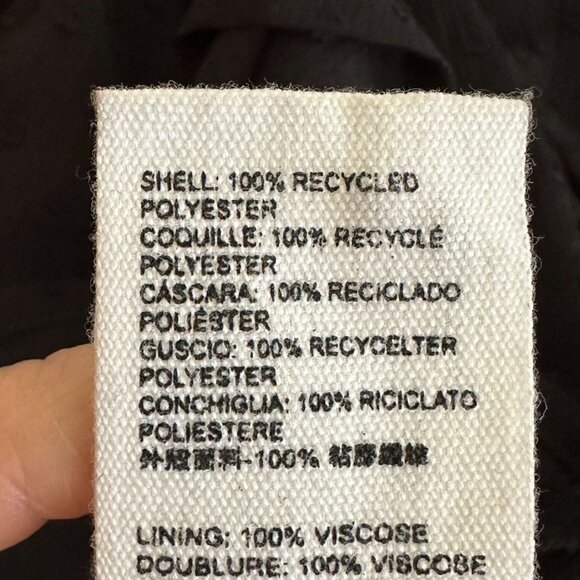 SHELL: 100% RECYCLED
POLYESTER
COQUILLE: 100% RECYCLÉ
POLYESTER
CÁSCARA: 100% RECICLADO
POLIÉSTER
GUSCIO: 100% RECYCELTER
POLYESTER
CONCHIGLIA: 100% RICICLATO
POLIESTERE
外殼面料-100% 粘膠纖維
LINING: 100% VISCOSE
DOUBLURE: 100% VISCOSE